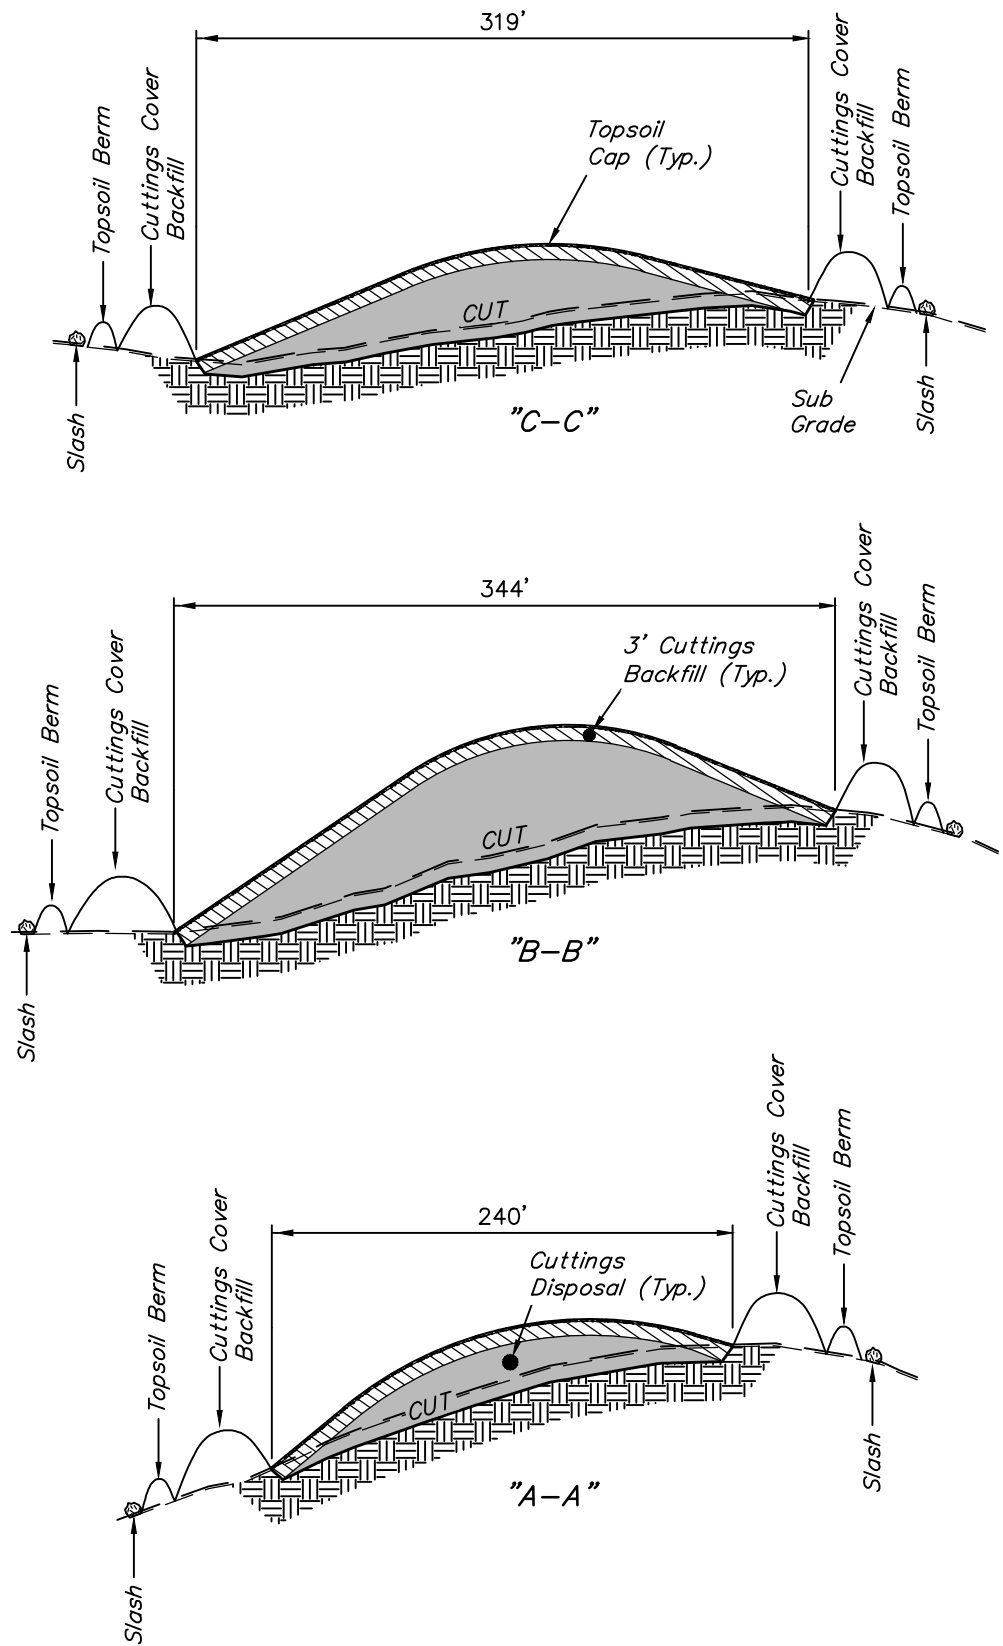 319'
Topsoil Berm
Cuttings Cover
Backfill
Topsoil
Cap (Typ.)
Cuttings Cover
Backfill
Topsoil Berm
CUT
Slash
Sub
Grade
Slash
"C-C"
344'
Topsoil Berm
Cuttings Cover
Backfill
3' Cuttings
Backfill (Typ.)
Cuttings Cover
Backfill
Topsoil Berm
CUT
"B-B"
Slash
240'
Topsoil Berm
Cuttings Cover
Backfill
Cuttings
Disposal (Typ.)
Cuttings Cover
Backfill
Topsoil Berm
CUT
Slash
"A-A"
Slash